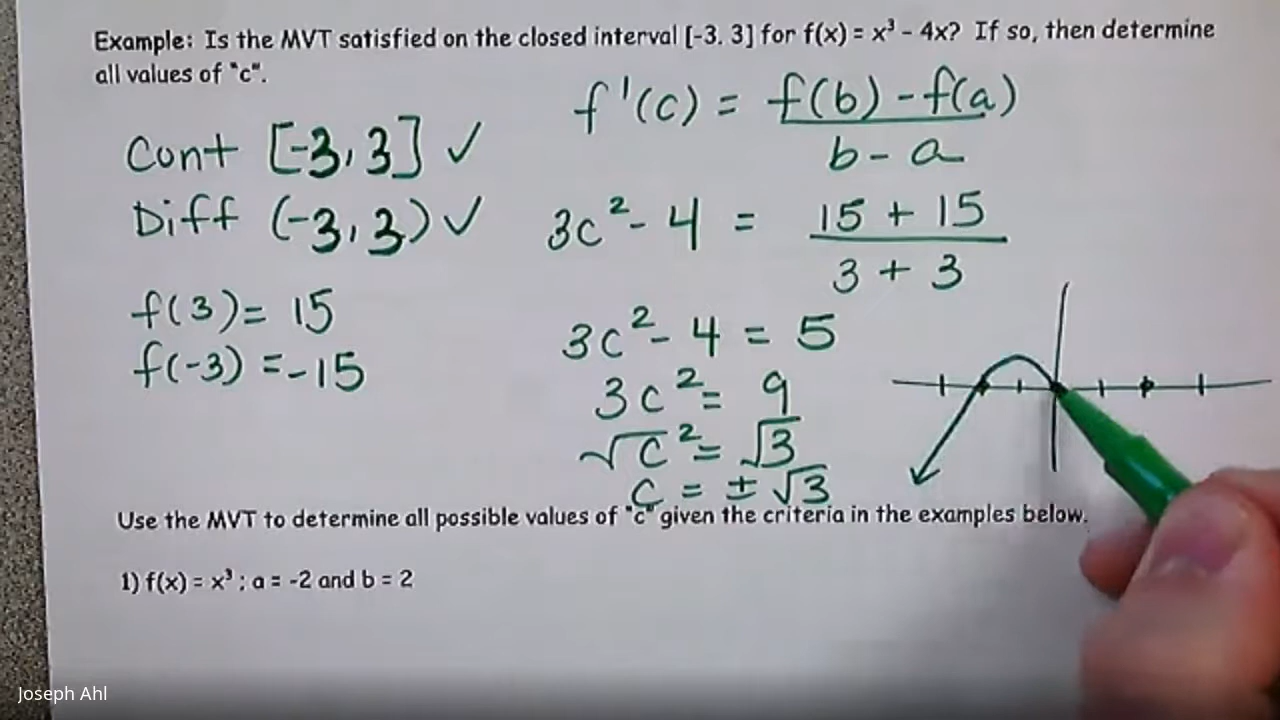 Example: Is the MVT satisfied on the closed interval [-3. 3] for f(x) = x³ - 4x? If so, then determine
all values of "c".
Cont [-3, 3] ✓
Diff (-3, 3) ✓
f(3) = 15
f(-3) = -15
f'(c) = f(b) - f(a)
b - a
3c² - 4 = 15 + 15
3 + 3
3c² - 4 = 5
3c² = 9
√c² = √3
c = ± √3
Use the MVT to determine all possible values of "c" given the criteria in the examples below.
1) f(x) = x³ ; a = -2 and b = 2
Joseph Ahl